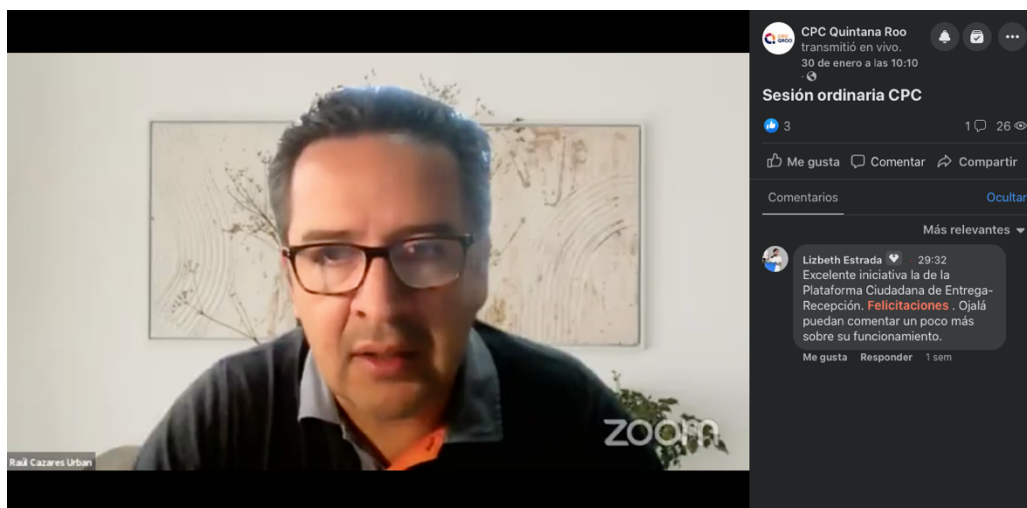 zoom
Raúl Cazares Urban
CPC
QROO
CPC Quintana Roo
transmitió en vivo.
30 de enero a las 10:10
·
Sesión ordinaria CPC
3
1 26
Me gusta Comentar Compartir
Comentarios Ocultar
Más relevantes
Lizbeth Estrada · 29:32
Excelente iniciativa la de la
Plataforma Ciudadana de Entrega-
Recepción. Felicitaciones . Ojalá
puedan comentar un poco más
sobre su funcionamiento.
Me gusta Responder 1 sem